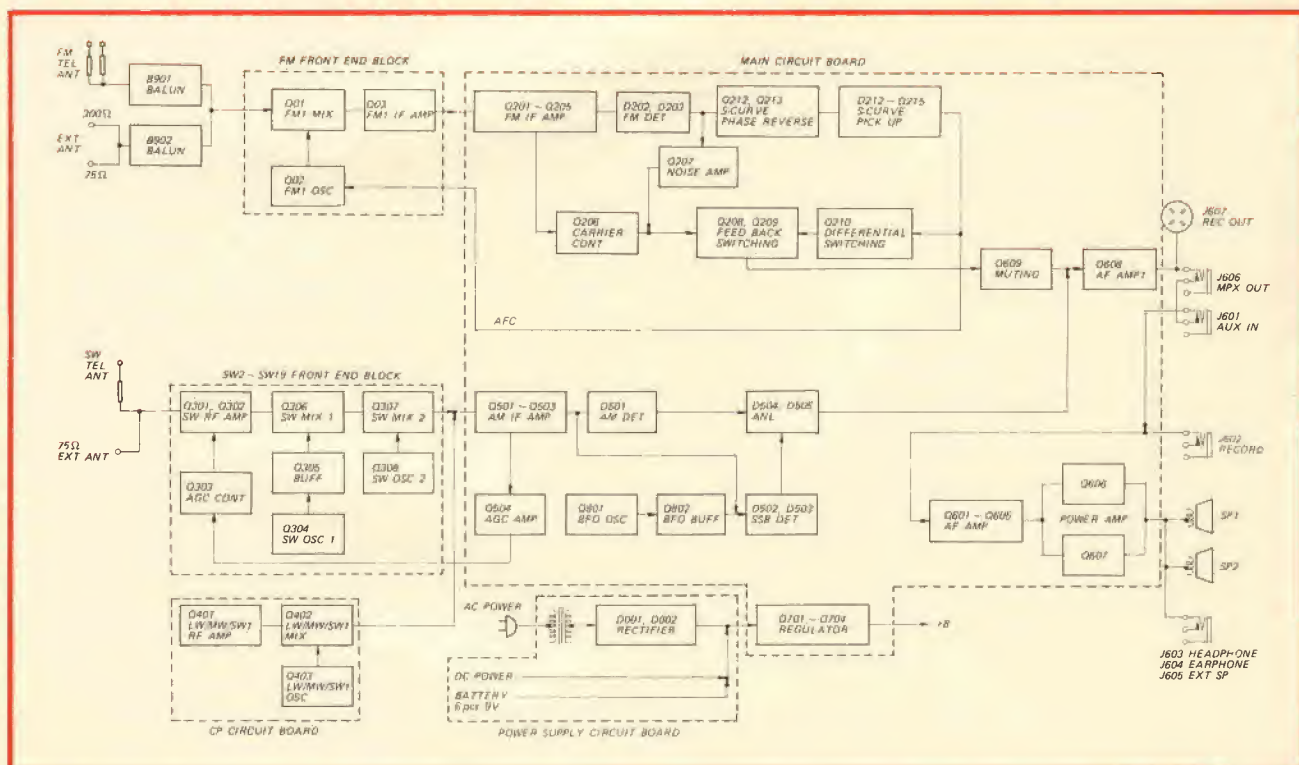 FM
TEL
ANT
B901
BALUN
300Ω
EXT
ANT
75Ω
B902
BALUN
FM FRONT END BLOCK
Q01
FM1 MIX
Q03
FM1 IF AMP
Q02
FM1 OSC
MAIN CIRCUIT BOARD
Q201 ~ Q205
FM IF AMP
D202, D203
FM DET
Q212, Q213
S-CURVE
PHASE REVERSE
D212 ~ D215
S-CURVE
PICK UP
Q207
NOISE AMP
Q206
CARRIER
CONT
Q208, Q209
FEED BACK
SWITCHING
Q210
DIFFERENTIAL
SWITCHING
Q609
MUTING
Q608
AF AMP1
AFC
J607
REC OUT
J606
MPX OUT
J601
AUX IN
SW
TEL
ANT
75Ω
EXT ANT
SW2 ~ SW19 FRONT END BLOCK
Q301, Q302
SW RF AMP
Q306
SW MIX 1
Q307
SW MIX 2
Q303
AGC CONT
Q305
BUFF
Q308
SW OSC 2
Q304
SW OSC 1
Q501 ~ Q503
AM IF AMP
D501
AM DET
D504, D505
ANL
Q504
AGC AMP
Q801
BFO OSC
Q802
BFO BUFF
D502, D503
SSB DET
J602
RECORD
Q601 ~ Q605
AF AMP
Q606
POWER AMP
Q607
SP1
SP2
J603 HEADPHONE
J604 EARPHONE
J605 EXT SP
Q401
LW/MW/SW1
RF AMP
Q402
LW/MW/SW1
MIX
Q403
LW/MW/SW1
OSC
CP CIRCUIT BOARD
AC POWER
D001, D002
RECTIFIER
Q701 ~ Q704
REGULATOR
+B
DC POWER
BATTERY
6 pcs 9V
POWER SUPPLY CIRCUIT BOARD